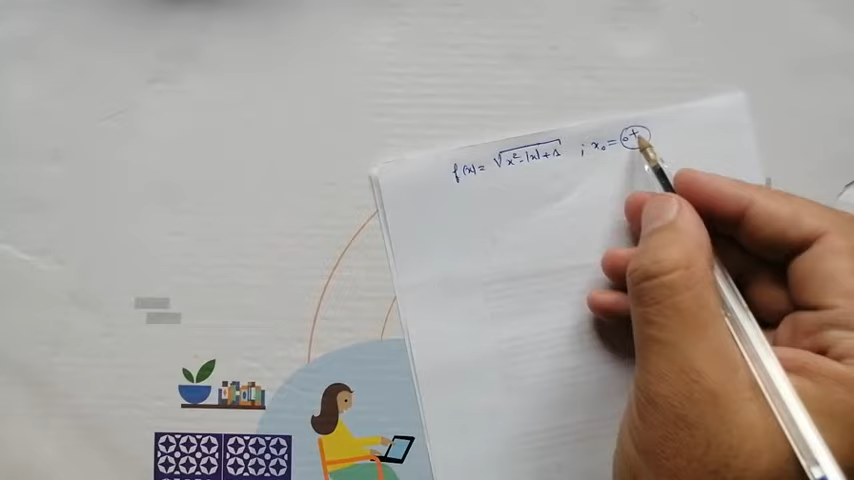 f(x) = √x²-|x|+1 ; x₀ = 0⁺